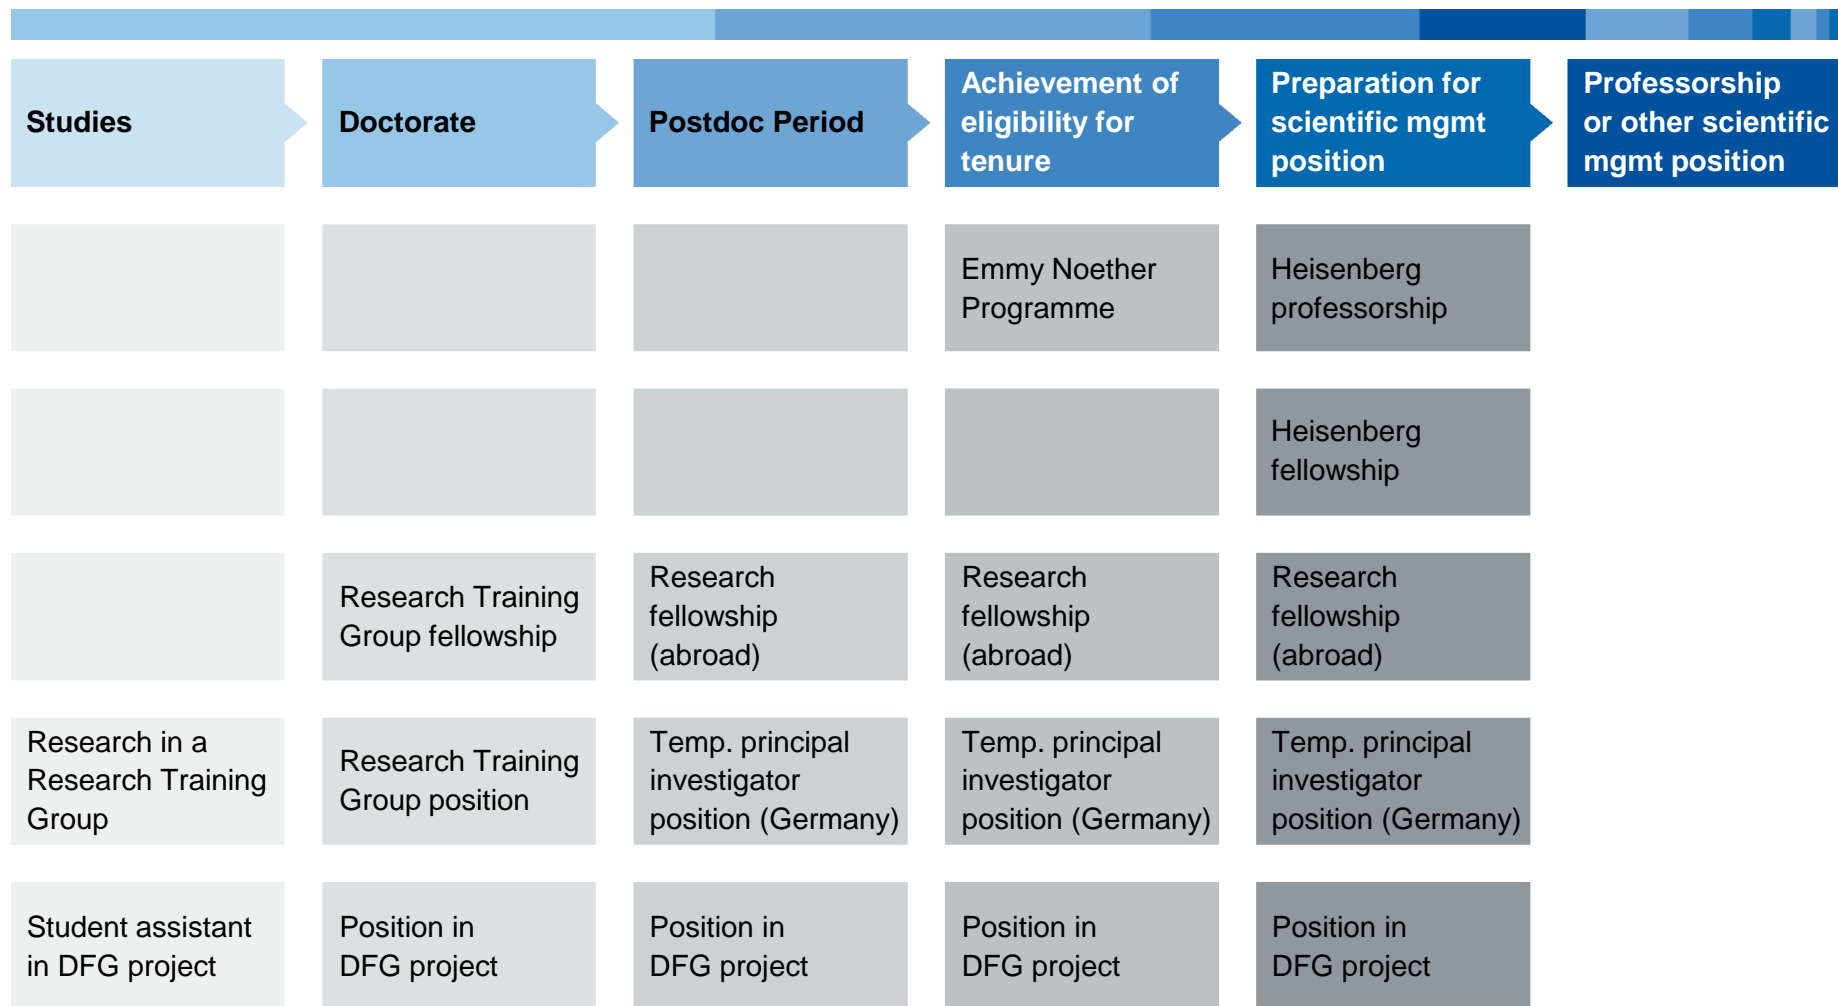 Studies
Doctorate
Postdoc Period
Achievement of
eligibility for
tenure
Preparation for
scientific mgmt
position
Professorship
or other scientific
mgmt position
Emmy Noether
Programme
Heisenberg
professorship
Heisenberg
fellowship
Research Training
Group fellowship
Research
fellowship
(abroad)
Research
fellowship
(abroad)
Research
fellowship
(abroad)
Research in a
Research Training
Group
Research Training
Group position
Temp. principal
investigator
position (Germany)
Temp. principal
investigator
position (Germany)
Temp. principal
investigator
position (Germany)
Student assistant
in DFG project
Position in
DFG project
Position in
DFG project
Position in
DFG project
Position in
DFG project